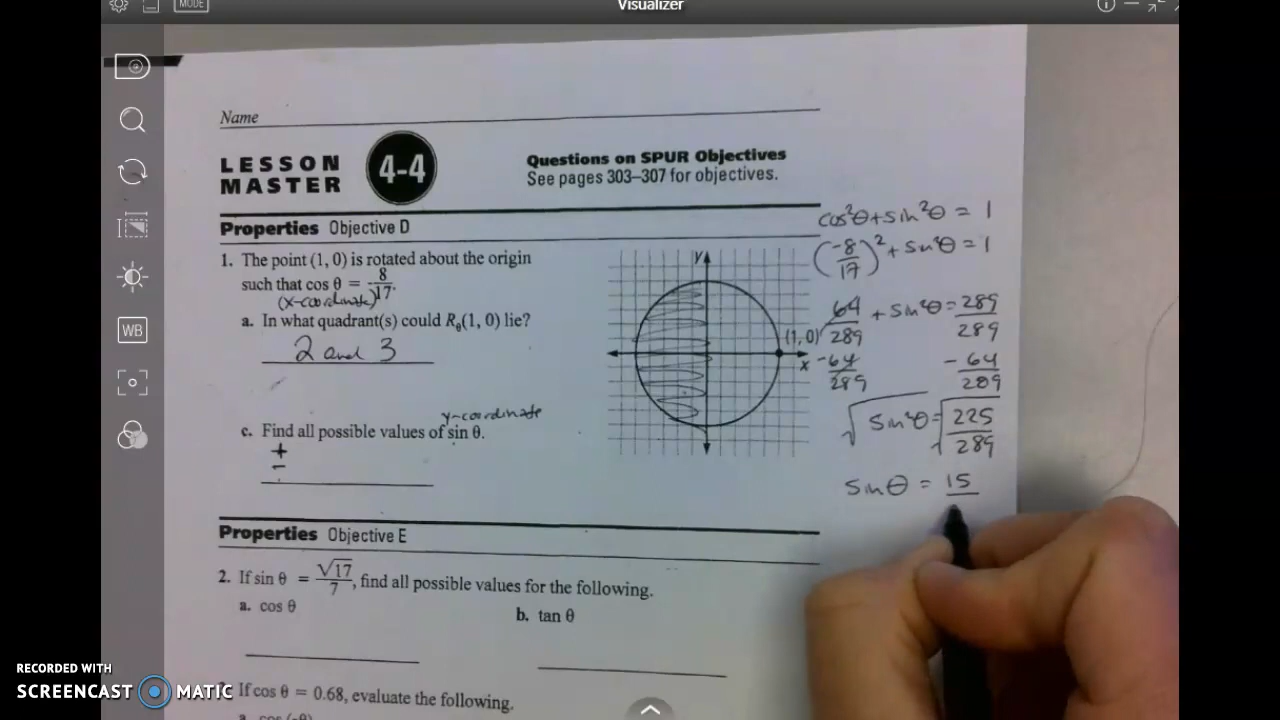 MODE
Visualizer
Name
LESSON MASTER
4-4
Questions on SPUR Objectives
See pages 303–307 for objectives.
Properties Objective D
1. The point (1, 0) is rotated about the origin
such that cos θ = -8/17.
(x-coordinate)
a. In what quadrant(s) could Rθ(1, 0) lie?
2 and 3
y-coordinate
c. Find all possible values of sin θ.
+
-
y
(1, 0)
x
cos²θ + sin²θ = 1
(-8/17)² + sin²θ = 1
64/289 + sin²θ = 289/289
-64/289 - 64/289
√sin²θ = √225/289
sin θ = 15
Properties Objective E
2. If sin θ = √17/7, find all possible values for the following.
a. cos θ
b. tan θ
If cos θ = 0.68, evaluate the following.
a. cos (-θ)
WB
RECORDED WITH
SCREENCAST MATIC